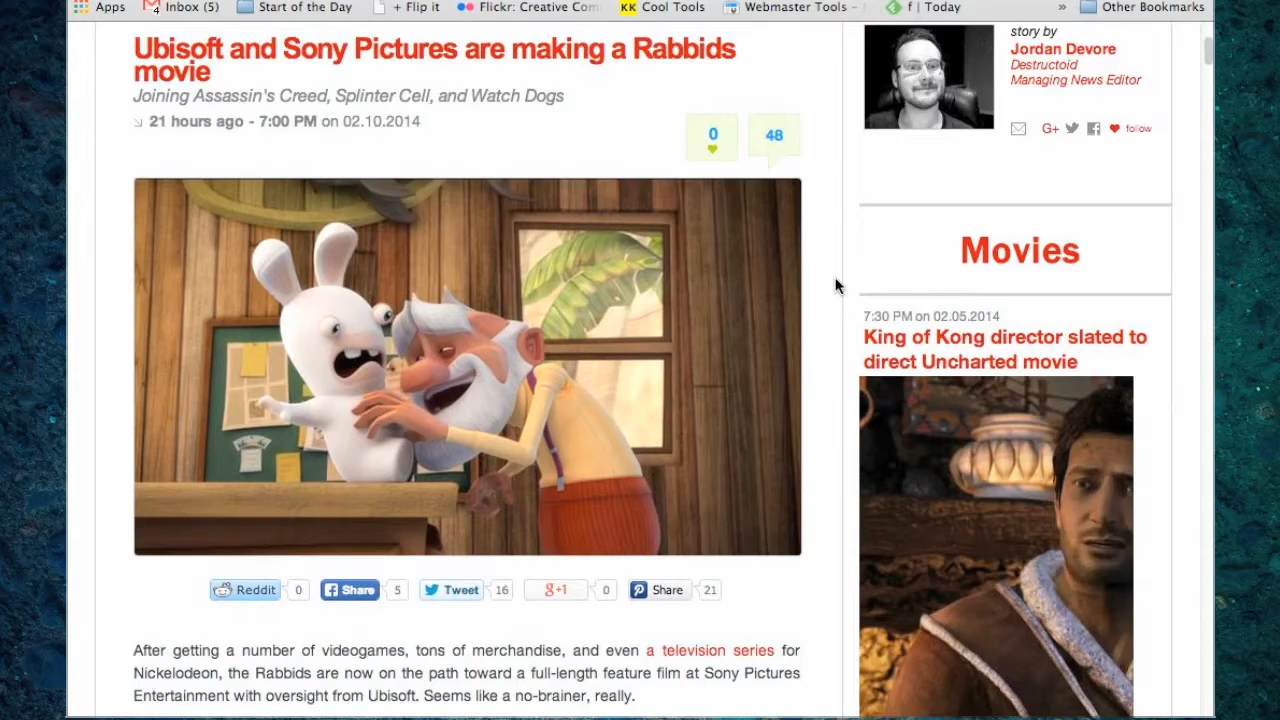 Apps 4 Inbox (5) Start of the Day + Flip it Flickr: Creative Com KK Cool Tools Webmaster Tools - f | Today » Other Bookmarks
Ubisoft and Sony Pictures are making a Rabbids
movie
Joining Assassin's Creed, Splinter Cell, and Watch Dogs
21 hours ago - 7:00 PM on 02.10.2014
0 48
Reddit 0 Share 5 Tweet 16 g+1 0 Share 21
After getting a number of videogames, tons of merchandise, and even a television series for
Nickelodeon, the Rabbids are now on the path toward a full-length feature film at Sony Pictures
Entertainment with oversight from Ubisoft. Seems like a no-brainer, really.
story by
Jordan Devore
Destructoid
Managing News Editor
G+ follow
Movies
7:30 PM on 02.05.2014
King of Kong director slated to
direct Uncharted movie